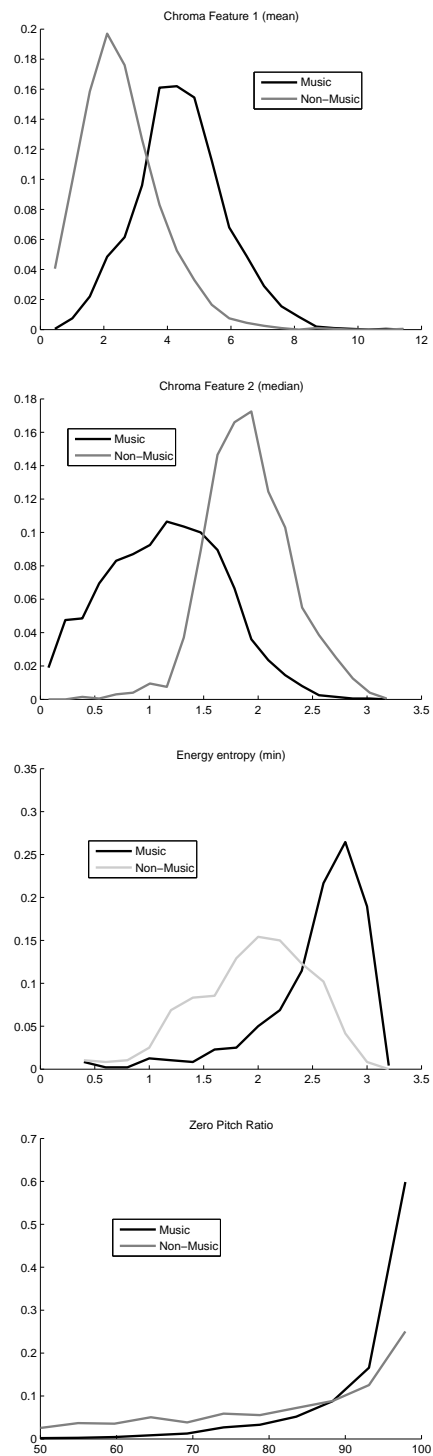 Chroma Feature 1 (mean)
0.2
0.18
0.16
0.14
0.12
0.1
0.08
0.06
0.04
0.02
0
0 2 4 6 8 10 12
Music
Non−Music
Chroma Feature 2 (median)
0.18
0.16
0.14
0.12
0.1
0.08
0.06
0.04
0.02
0
0 0.5 1 1.5 2 2.5 3 3.5
Music
Non−Music
Energy entropy (min)
0.35
0.3
0.25
0.2
0.15
0.1
0.05
0
0 0.5 1 1.5 2 2.5 3 3.5
Music
Non−Music
Zero Pitch Ratio
0.7
0.6
0.5
0.4
0.3
0.2
0.1
0
50 60 70 80 90 100
Music
Non−Music